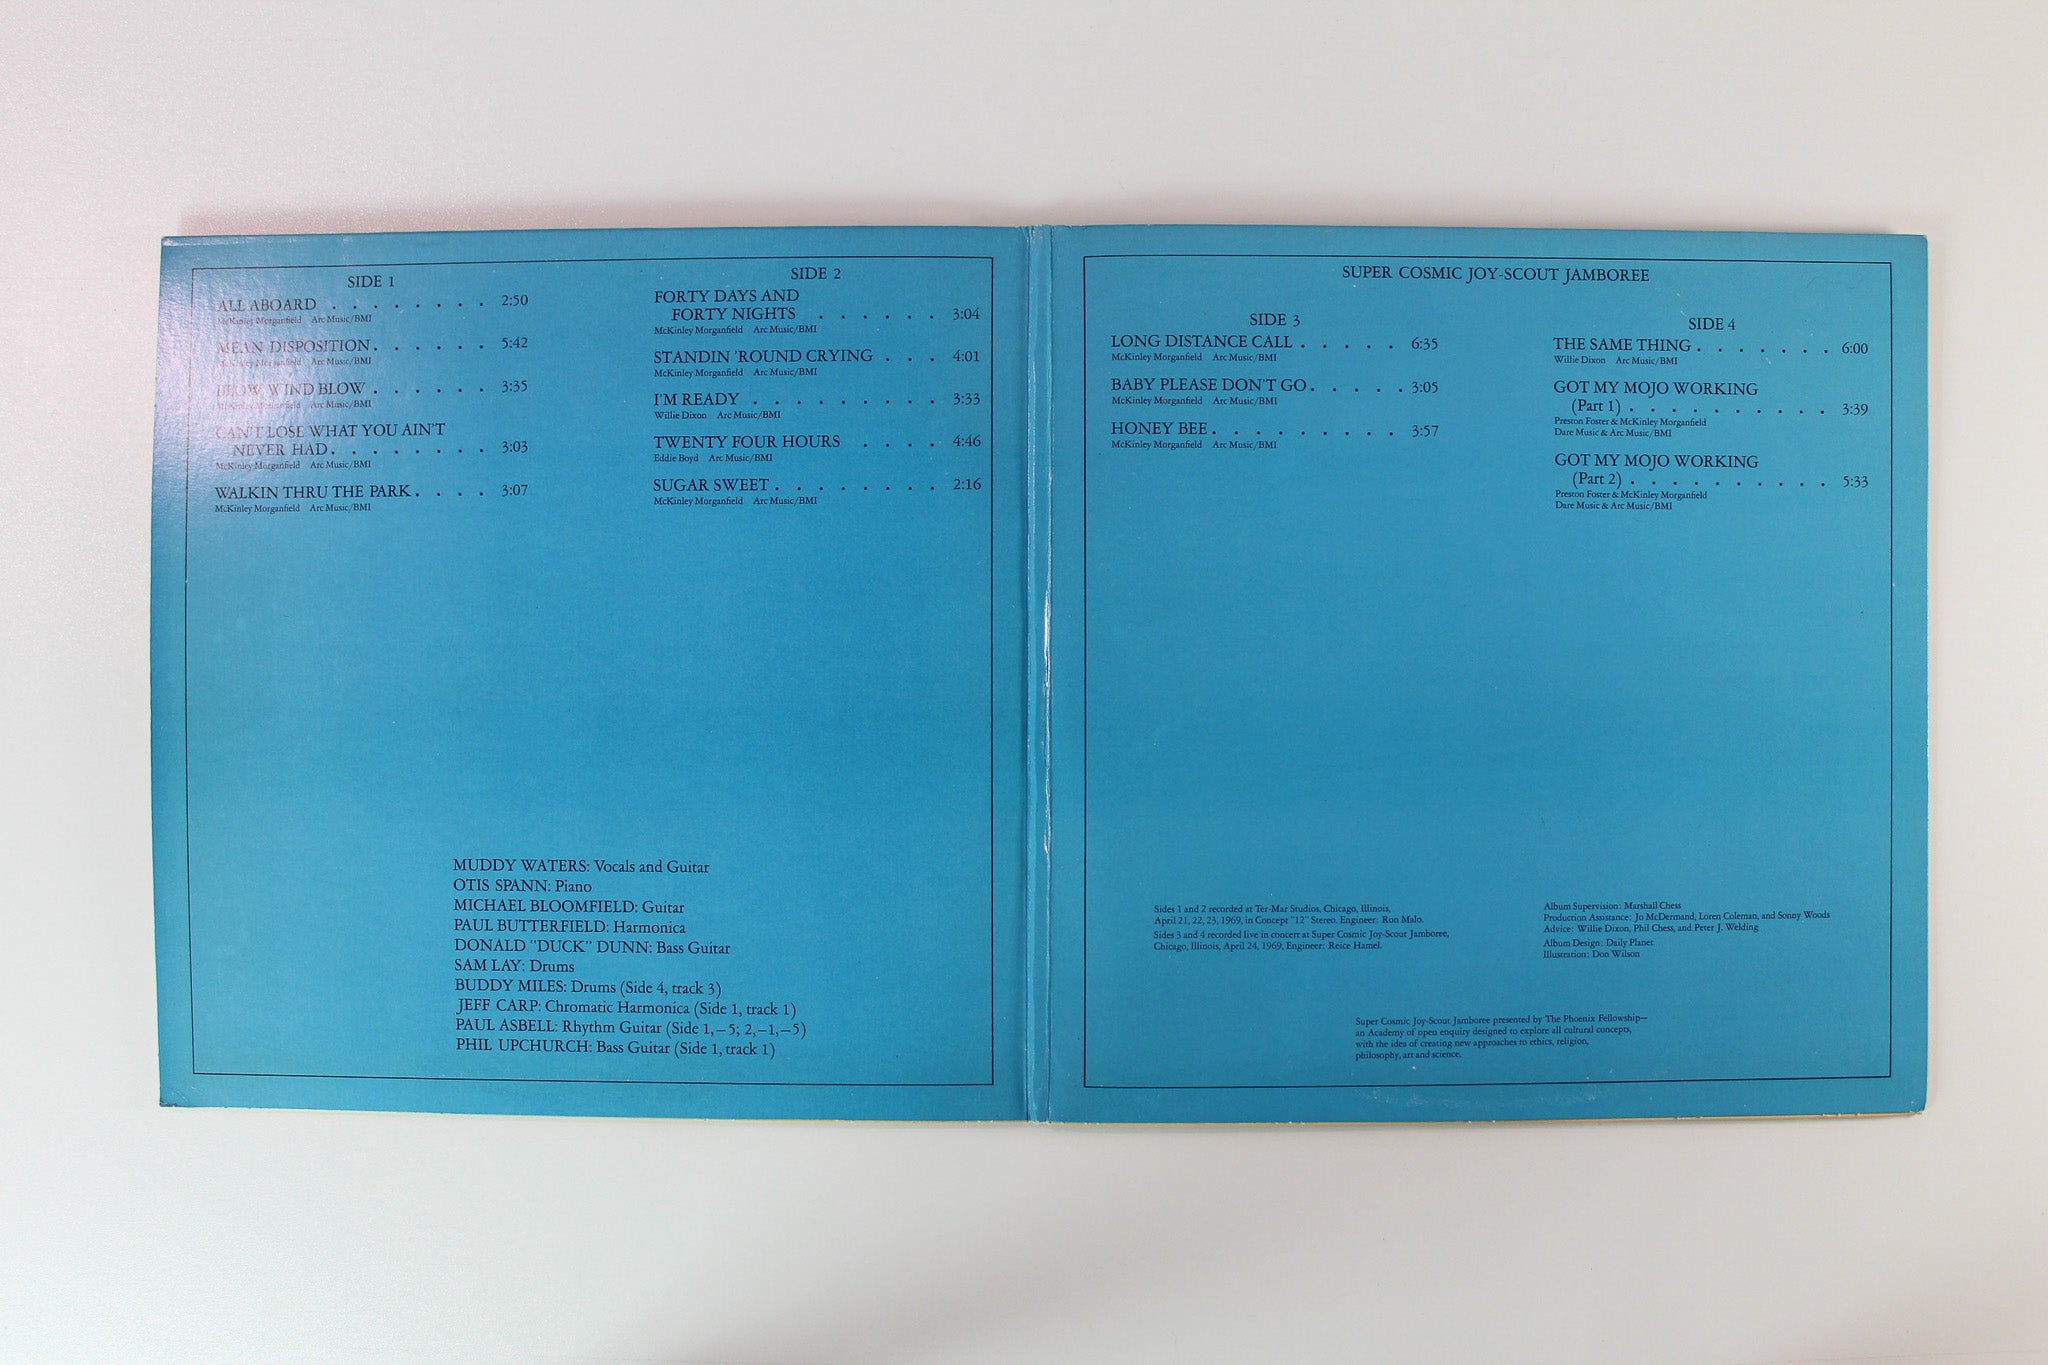 SIDE 1
ALL ABOARD . . . . . . . . 2:50
McKinley Morganfield Arc Music/BMI
MEAN DISPOSITION. . . . . . 5:42
McKinley Morganfield Arc Music/BMI
BLOW WIND BLOW . . . . . . 3:35
McKinley Morganfield Arc Music/BMI
CAN'T LOSE WHAT YOU AIN'T
NEVER HAD. . . . . . . . 3:03
McKinley Morganfield Arc Music/BMI
WALKIN THRU THE PARK. . . . 3:07
McKinley Morganfield Arc Music/BMI
SIDE 2
FORTY DAYS AND
FORTY NIGHTS . . . . . . 3:04
McKinley Morganfield Arc Music/BMI
STANDIN 'ROUND CRYING . . . 4:01
McKinley Morganfield Arc Music/BMI
I'M READY . . . . . . . . . 3:33
Willie Dixon Arc Music/BMI
TWENTY FOUR HOURS . . . . 4:46
Eddie Boyd Arc Music/BMI
SUGAR SWEET. . . . . . . . 2:16
McKinley Morganfield Arc Music/BMI
MUDDY WATERS: Vocals and Guitar
OTIS SPANN: Piano
MICHAEL BLOOMFIELD: Guitar
PAUL BUTTERFIELD: Harmonica
DONALD "DUCK" DUNN: Bass Guitar
SAM LAY: Drums
BUDDY MILES: Drums (Side 4, track 3)
JEFF CARP: Chromatic Harmonica (Side 1, track 1)
PAUL ASBELL: Rhythm Guitar (Side 1,–5; 2,–1,–5)
PHIL UPCHURCH: Bass Guitar (Side 1, track 1)
SUPER COSMIC JOY-SCOUT JAMBOREE
SIDE 3
LONG DISTANCE CALL . . . . . 6:35
McKinley Morganfield Arc Music/BMI
BABY PLEASE DON'T GO. . . . . 3:05
McKinley Morganfield Arc Music/BMI
HONEY BEE. . . . . . . . . 3:57
McKinley Morganfield Arc Music/BMI
SIDE 4
THE SAME THING. . . . . . . 6:00
Willie Dixon Arc Music/BMI
GOT MY MOJO WORKING
(Part 1) . . . . . . . . . . 3:39
Preston Foster & McKinley Morganfield
Dare Music & Arc Music/BMI
GOT MY MOJO WORKING
(Part 2) . . . . . . . . . . 5:33
Preston Foster & McKinley Morganfield
Dare Music & Arc Music/BMI
Sides 1 and 2 recorded at Ter-Mar Studios, Chicago, Illinois,
April 21, 22, 23, 1969, in Concept "12" Stereo. Engineer: Ron Malo.
Sides 3 and 4 recorded live in concert at Super Cosmic Joy-Scout Jamboree,
Chicago, Illinois, April 24, 1969, Engineer: Reice Hamel.
Album Supervision: Marshall Chess
Production Assistance: Jo McDermand, Loren Coleman, and Sonny Woods
Advice: Willie Dixon, Phil Chess, and Peter J. Welding
Album Design: Daily Planet
Illustration: Don Wilson
Super Cosmic Joy-Scout Jamboree presented by The Phoenix Fellowship—
an Academy of open enquiry designed to explore all cultural concepts,
with the idea of creating new approaches to ethics, religion,
philosophy, art and science.